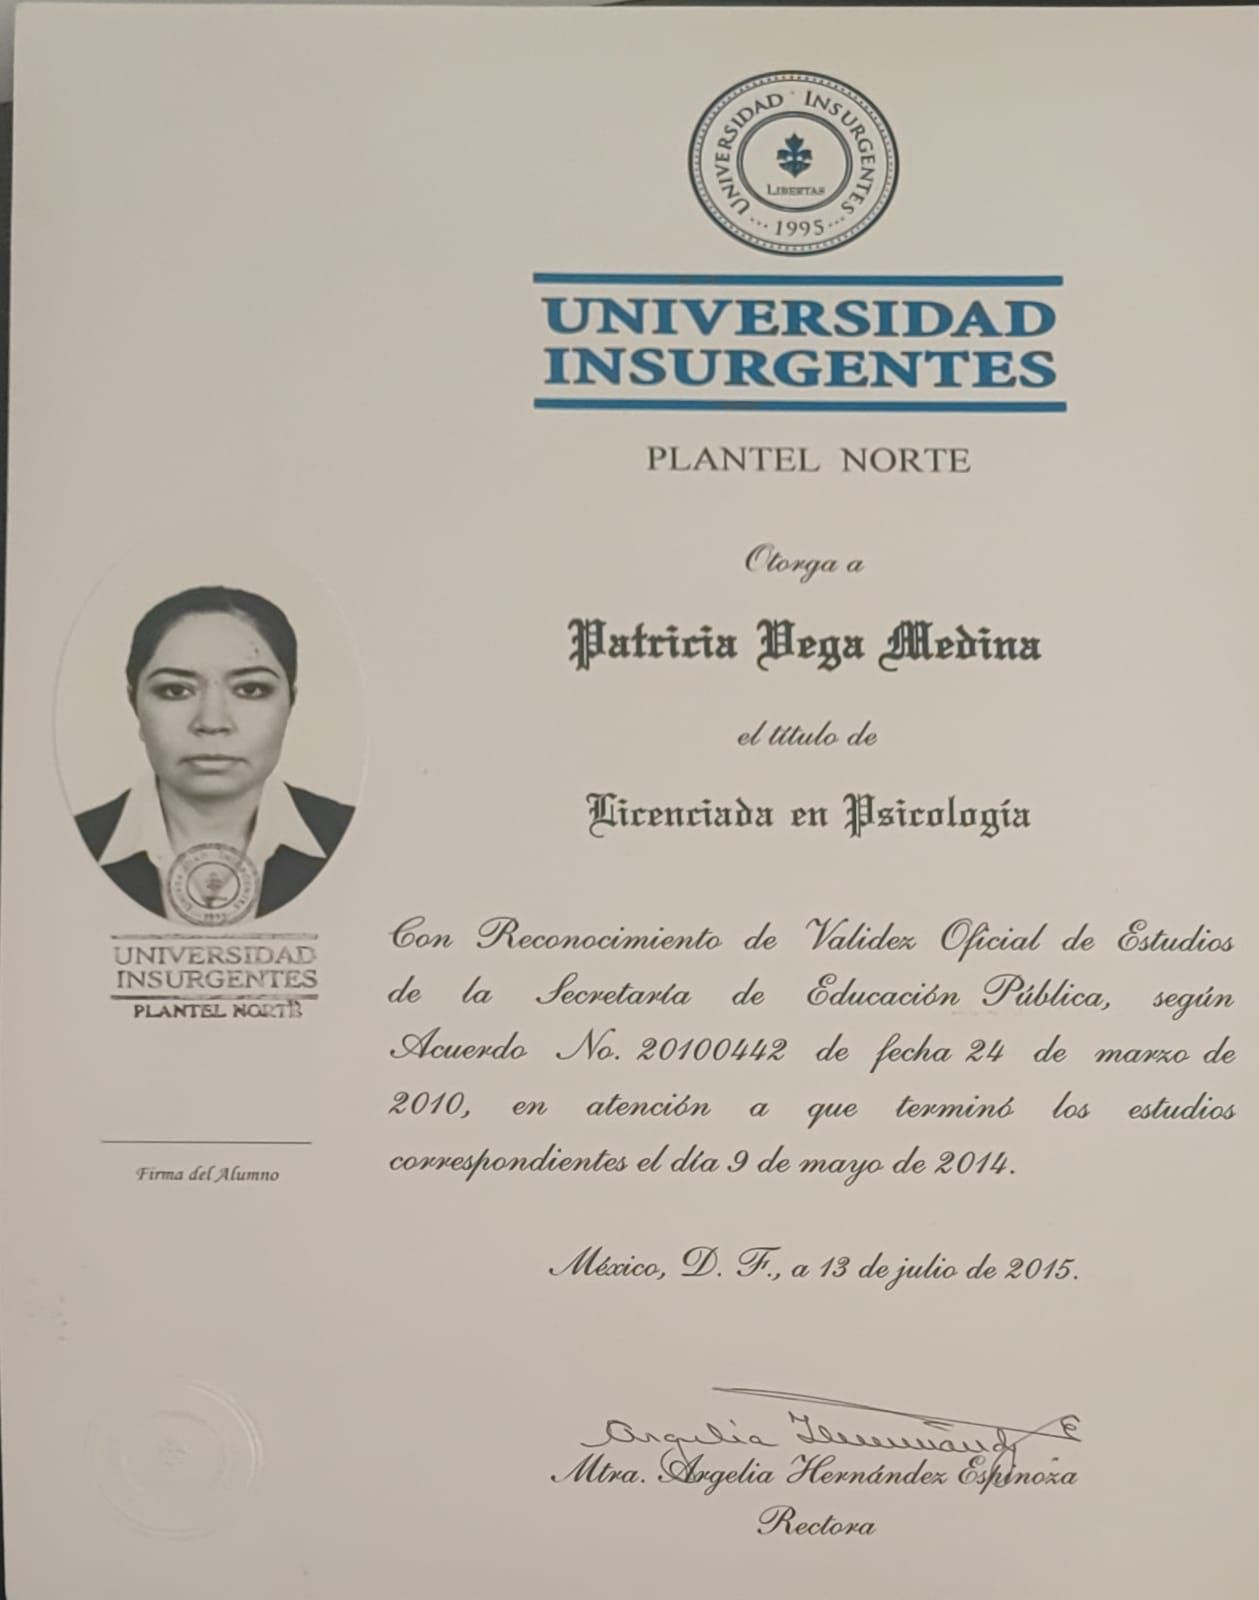 UNIVERSIDAD INSURGENTES
LIBERTAS
1995
UNIVERSIDAD
INSURGENTES
PLANTEL NORTE
Otorga a
Patricia Vega Medina
el título de
Licenciada en Psicología
UNIVERSIDAD
INSURGENTES
PLANTEL NORTE
Firma del Alumno
Con Reconocimiento de Validez Oficial de Estudios
de la Secretaría de Educación Pública, según
Acuerdo No. 20100442 de fecha 24 de marzo de
2010, en atención a que terminó los estudios
correspondientes el día 9 de mayo de 2014.
México, D. F., a 13 de julio de 2015.
Argelia Hernández E
Mtra. Argelia Hernández Espinoza
Rectora